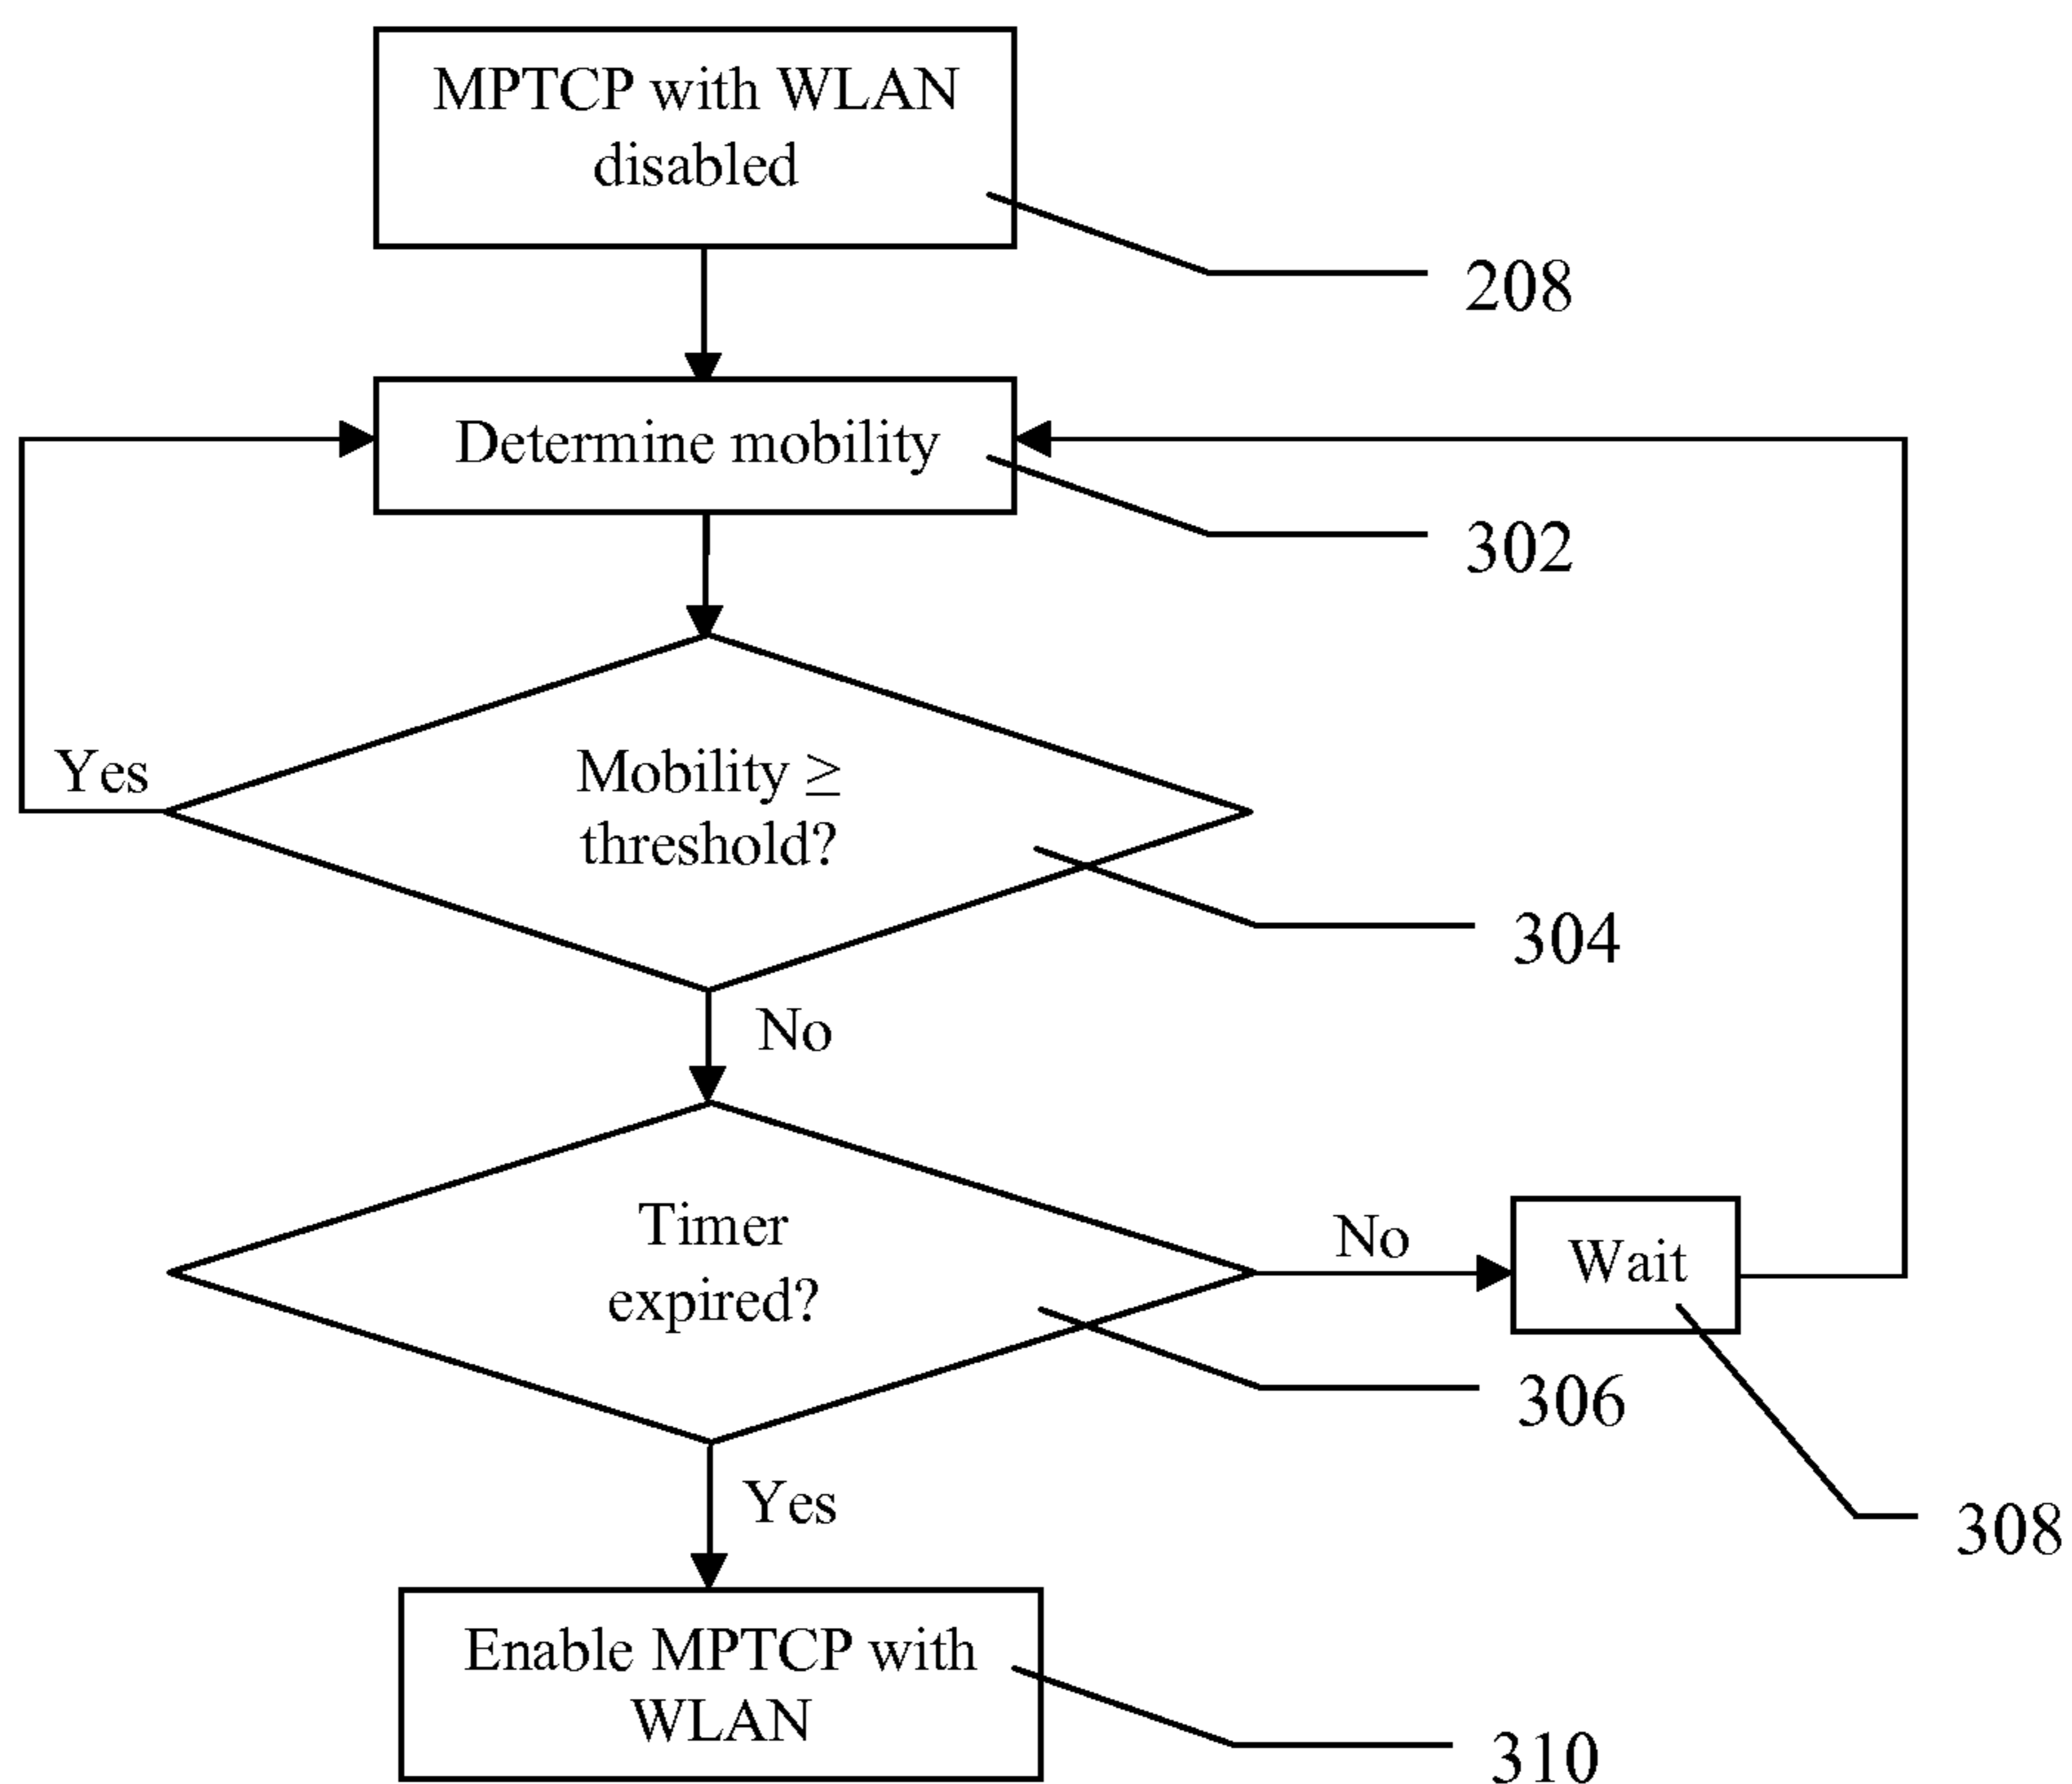 MPTCP with WLAN
disabled
208
Determine mobility
302
Yes
Mobility ≥
threshold?
304
No
Timer
expired?
No
Wait
306
308
Yes
Enable MPTCP with
WLAN
310